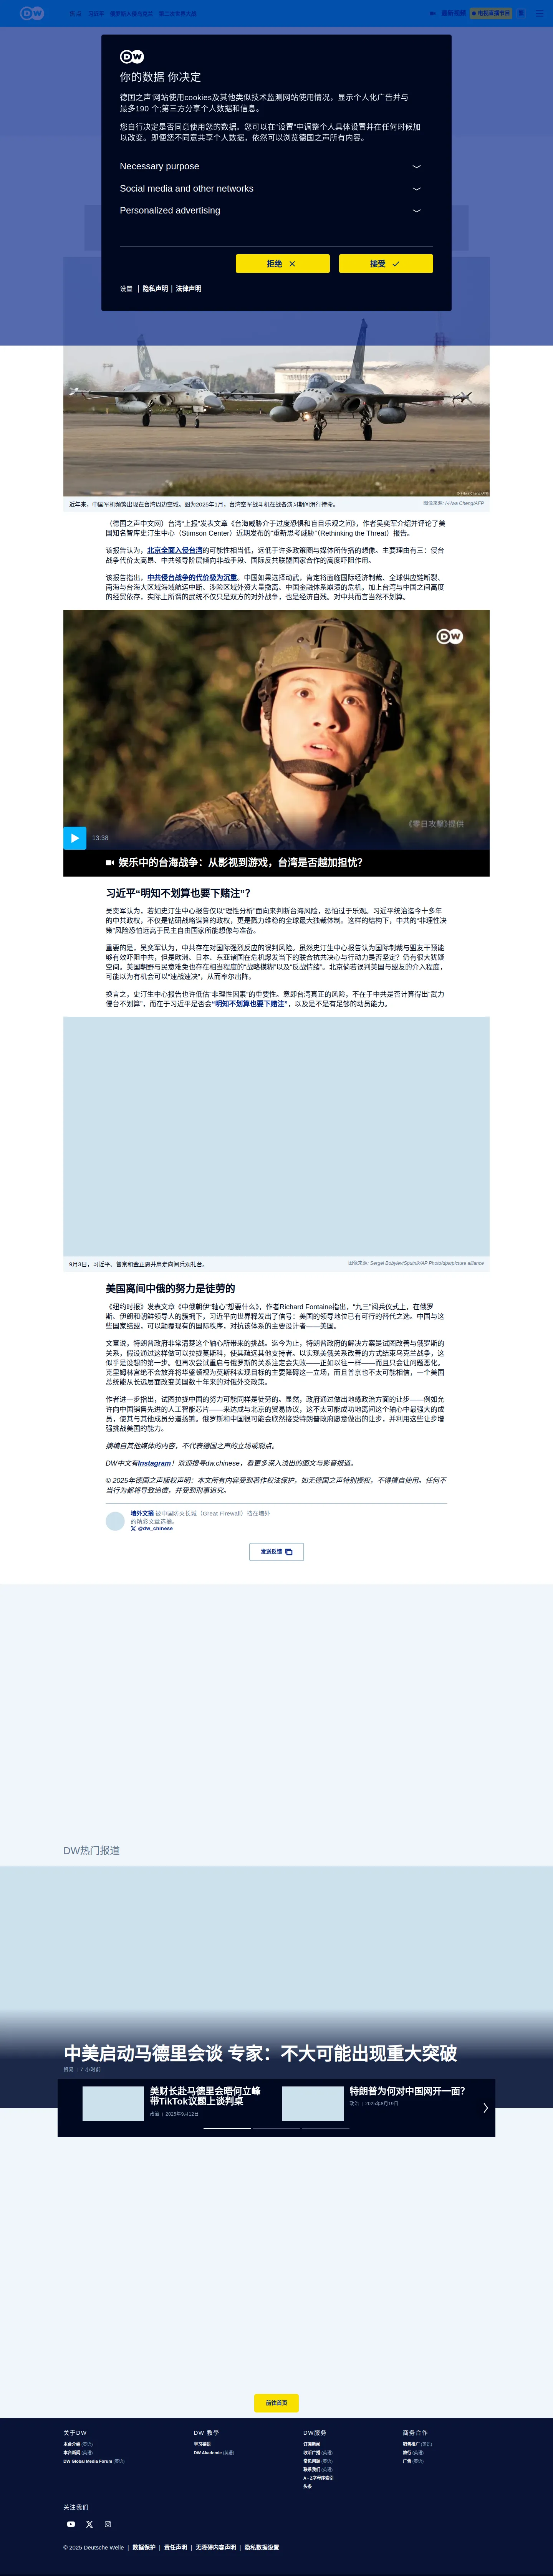 DW
习近平
最新视频
电视直播节目
繁
DW
你的数据 你决定
德国之声'网站使用cookies及其他类似技术监测网站使用情况，显示个人化广告并与
最多190 个;第三方分享个人数据和信息。
您自行决定是否同意使用您的数据。您可以在“设置”中调整个人具体设置并在任何时候加
以改变。即便您不同意共享个人数据，依然可以浏览德国之声所有内容。
Necessary purpose
Social media and other networks
Personalized advertising
拒绝
接受
设置 | 隐私声明 | 法律声明
近年来，中国军机频繁出现在台湾周边空域。图为2025年1月，台湾空军战斗机在战备演习期间滑行待命。
图像来源: I-Hwa Cheng/AFP
（德国之声中文网）台湾“上报”发表文章《台海威胁介于过度恐惧和盲目乐观之间》，作者吴奕军介绍并评论了美
国知名智库史汀生中心（Stimson Center）近期发布的“重新思考威胁”（Rethinking the Threat）报告。
该报告认为，北京全面入侵台湾的可能性相当低，远低于许多政策圈与媒体所传播的想像。主要理由有三：侵台
战争代价太高昂、中共领导阶层倾向非战手段、国际反共联盟国家合作的高度吓阻作用。
该报告指出，中共侵台战争的代价极为沉重。中国如果选择动武，肯定将面临国际经济制裁、全球供应链断裂、
南海与台海大区域海域航运中断、涉险区域外资大量撤离、中国金融体系崩溃的危机，加上台湾与中国之间高度
的经贸依存，实际上所谓的武统不仅只是双方的对外战争，也是经济自残。对中共而言当然不划算。
DW
《零日攻擊》提供
13:38
娱乐中的台海战争：从影视到游戏，台湾是否越加担忧？
习近平“明知不划算也要下赌注”？
吴奕军认为，若如史汀生中心报告仅以“理性分析”面向来判断台海风险，恐怕过于乐观。习近平统治迄今十多年
的中共政权，不仅是钻研战略谋算的政权，更是戮力维稳的全球最大独裁体制。这样的结构下，中共的“非理性决
策”风险恐怕远高于民主自由国家所能想像与准备。
重要的是，吴奕军认为，中共存在对国际强烈反应的误判风险。虽然史汀生中心报告认为国际制裁与盟友干预能
够有效吓阻中共，但是欧洲、日本、东亚诸国在危机爆发当下的联合抗共决心与行动力是否坚定？仍有很大犹疑
空间。美国朝野与民意难免也存在相当程度的“战略模糊”以及“反战情绪”。北京倘若误判美国与盟友的介入程度，
可能以为有机会可以“速战速决”，从而率尔出阵。
换言之，史汀生中心报告也许低估“非理性因素”的重要性。意即台湾真正的风险，不在于中共是否计算得出“武力
侵台不划算”，而在于习近平是否会“明知不划算也要下赌注”，以及是不是有足够的动员能力。
9月3日，习近平、普京和金正恩并肩走向阅兵观礼台。
图像来源: Sergei Bobylev/Sputnik/AP Photo/dpa/picture alliance
美国离间中俄的努力是徒劳的
《纽约时报》发表文章《中俄朝伊“轴心”想要什么》，作者Richard Fontaine指出，“九三”阅兵仪式上，在俄罗
斯、伊朗和朝鲜领导人的簇拥下，习近平向世界释发出了信号：美国的领导地位已有可行的替代之选。中国与这
些国家结盟，可以颠覆现有的国际秩序，对抗该体系的主要设计者——美国。
文章说，特朗普政府非常清楚这个轴心所带来的挑战。迄今为止，特朗普政府的解决方案是试图改善与俄罗斯的
关系，假设通过这样做可以拉拢莫斯科，使其疏远其他支持者。以实现美俄关系改善的方式结束乌克兰战争，这
似乎是设想的第一步。但再次尝试重启与俄罗斯的关系注定会失败——正如以往一样——而且只会让问题恶化。
克里姆林宫绝不会放弃将华盛顿视为莫斯科实现目标的主要障碍这一立场，而且普京也不太可能相信，一个美国
总统能从长远层面改变美国数十年来的对俄外交政策。
作者进一步指出，试图拉拢中国的努力可能同样是徒劳的。显然，政府通过做出地缘政治方面的让步——例如允
许向中国销售先进的人工智能芯片——来达成与北京的贸易协议，这不太可能成功地离间这个轴心中最强大的成
员，使其与其他成员分道扬镳。俄罗斯和中国很可能会欣然接受特朗普政府愿意做出的让步，并利用这些让步增
强挑战美国的能力。
摘编自其他媒体的内容，不代表德国之声的立场或观点。
DW中文有Instagram！欢迎搜寻dw.chinese，看更多深入浅出的图文与影音报道。
© 2025年德国之声版权声明：本文所有内容受到著作权法保护，如无德国之声特别授权，不得擅自使用。任何不
当行为都将导致追偿，并受到刑事追究。
墙外文摘 被中国防火长城（Great Firewall）挡在墙外
的精彩文章选摘。
@dw_chinese
发送反馈
DW热门报道
中美启动马德里会谈 专家：不大可能出现重大突破
贸易 | 7 小时前
美财长赴马德里会晤何立峰
带TikTok议题上谈判桌
政治 | 2025年9月12日
特朗普为何对中国网开一面？
政治 | 2025年8月19日
前往首页
关于DW
本台介绍 (英语)
本台新闻 (英语)
DW Global Media Forum (英语)
DW 教学
学习德语
DW Akademie (英语)
DW服务
订阅新闻
收听广播 (英语)
常见问题 (英语)
联系我们 (英语)
A - Z字母序索引
头条
商务合作
销售推广 (英语)
旅行 (英语)
广告 (英语)
关注我们
© 2025 Deutsche Welle | 数据保护 | 责任声明 | 无障碍内容声明 | 隐私数据设置